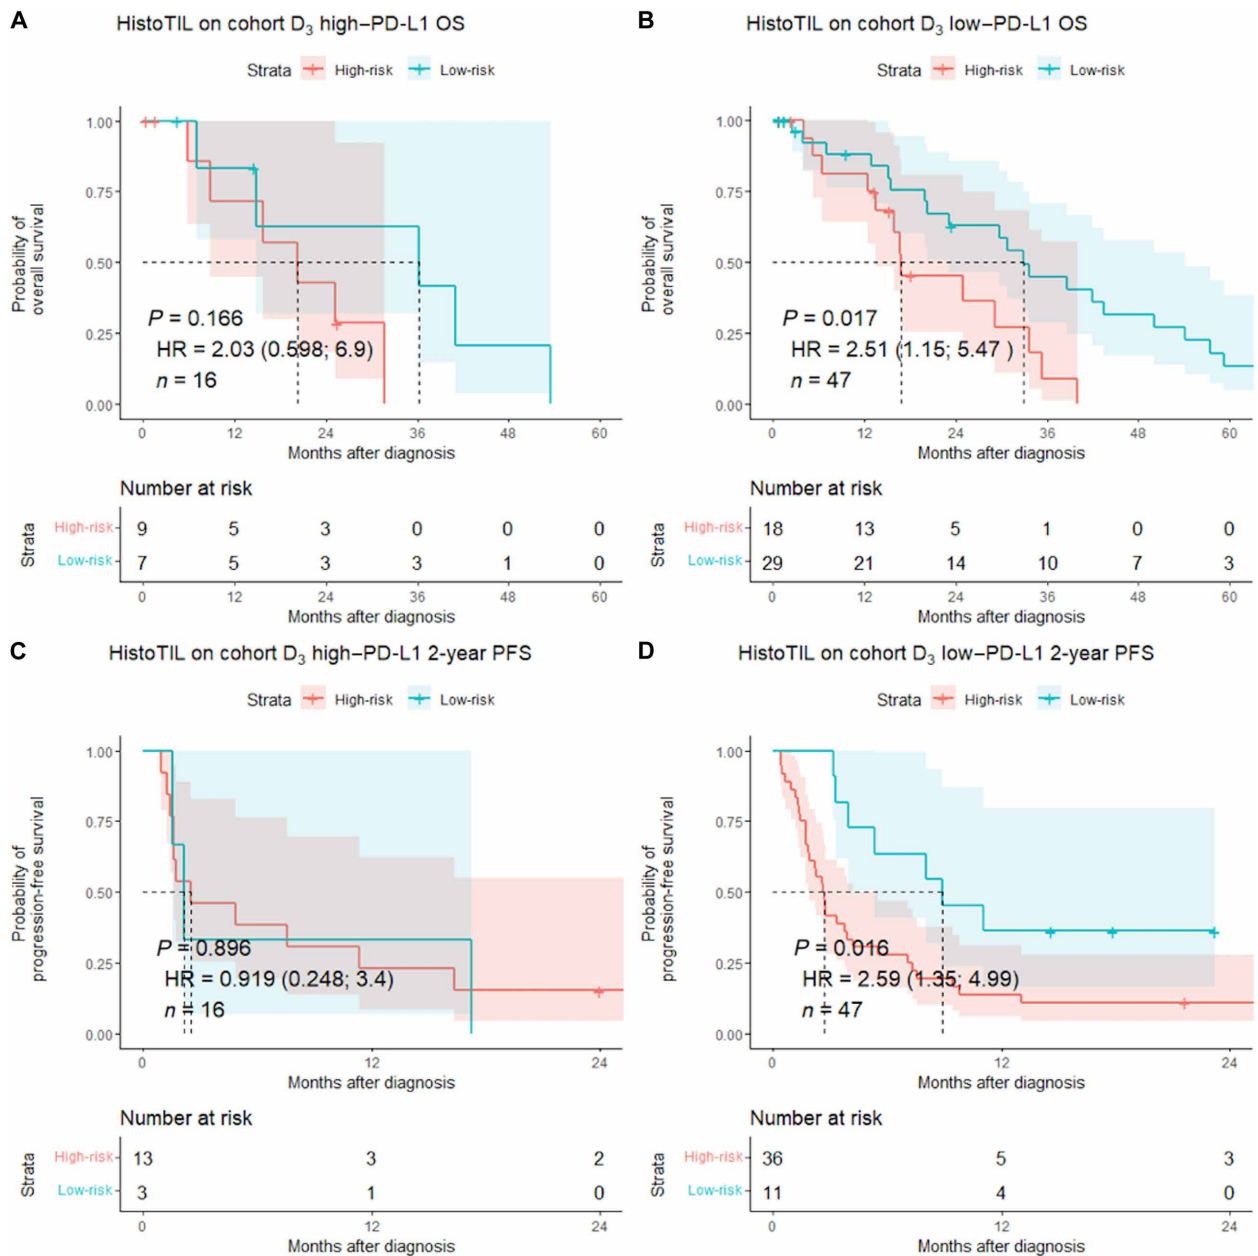 A
HistoTIL on cohort D3 high–PD-L1 OS
Strata High-risk Low-risk
Probability of
overall survival
1.00
0.75
0.50
0.25
0.00
P = 0.166
HR = 2.03 (0.598; 6.9)
n = 16
0 12 24 36 48 60
Months after diagnosis
Number at risk
Strata
High-risk 9 5 3 0 0 0
Low-risk 7 5 3 3 1 0
0 12 24 36 48 60
Months after diagnosis
B
HistoTIL on cohort D3 low–PD-L1 OS
Strata High-risk Low-risk
Probability of
overall survival
1.00
0.75
0.50
0.25
0.00
P = 0.017
HR = 2.51 (1.15; 5.47 )
n = 47
0 12 24 36 48 60
Months after diagnosis
Number at risk
Strata
High-risk 18 13 5 1 0 0
Low-risk 29 21 14 10 7 3
0 12 24 36 48 60
Months after diagnosis
C
HistoTIL on cohort D3 high–PD-L1 2-year PFS
Strata High-risk Low-risk
Probability of
progression-free survival
1.00
0.75
0.50
0.25
0.00
P = 0.896
HR = 0.919 (0.248; 3.4)
n = 16
0 12 24
Months after diagnosis
Number at risk
Strata
High-risk 13 3 2
Low-risk 3 1 0
0 12 24
Months after diagnosis
D
HistoTIL on cohort D3 low–PD-L1 2-year PFS
Strata High-risk Low-risk
Probability of
progression-free survival
1.00
0.75
0.50
0.25
0.00
P = 0.016
HR = 2.59 (1.35; 4.99)
n = 47
0 12 24
Months after diagnosis
Number at risk
Strata
High-risk 36 5 3
Low-risk 11 4 0
0 12 24
Months after diagnosis